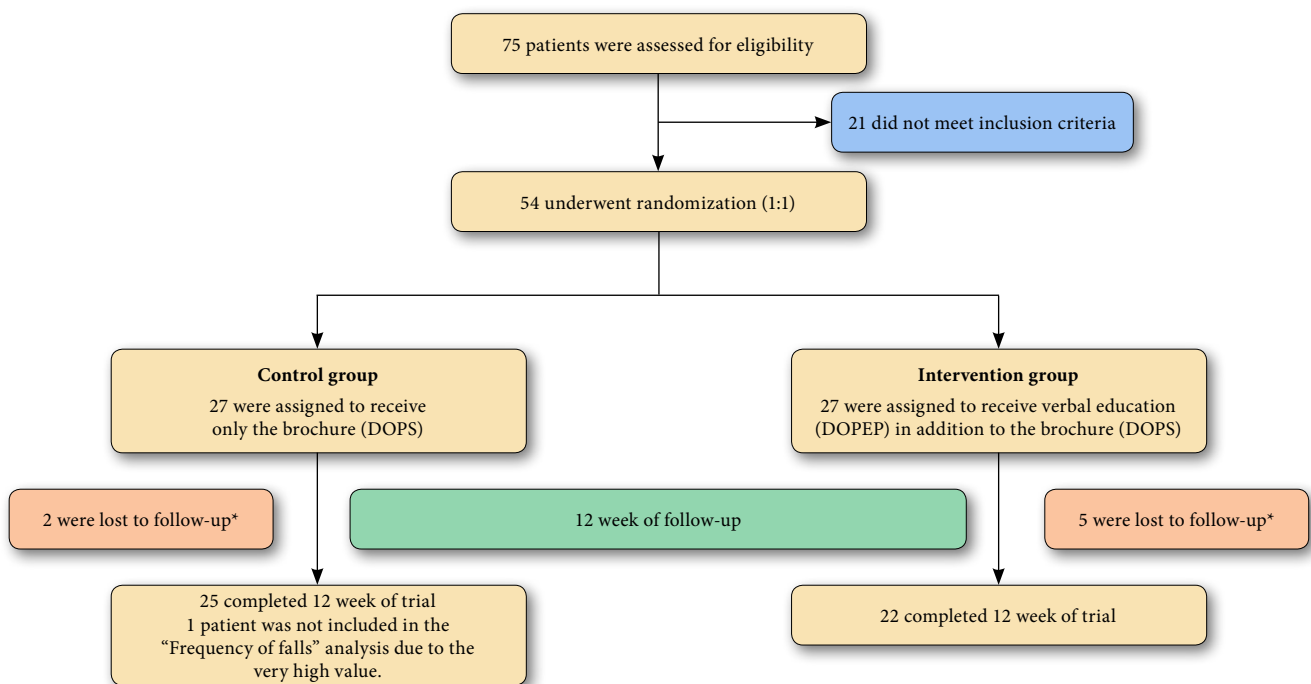 75 patients were assessed for eligibility
21 did not meet inclusion criteria
54 underwent randomization (1:1)
Control group
27 were assigned to receive
only the brochure (DOPS)
Intervention group
27 were assigned to receive verbal education
(DOPEP) in addition to the brochure (DOPS)
2 were lost to follow-up*
12 week of follow-up
5 were lost to follow-up*
25 completed 12 week of trial
1 patient was not included in the
“Frequency of falls” analysis due to the
very high value.
22 completed 12 week of trial